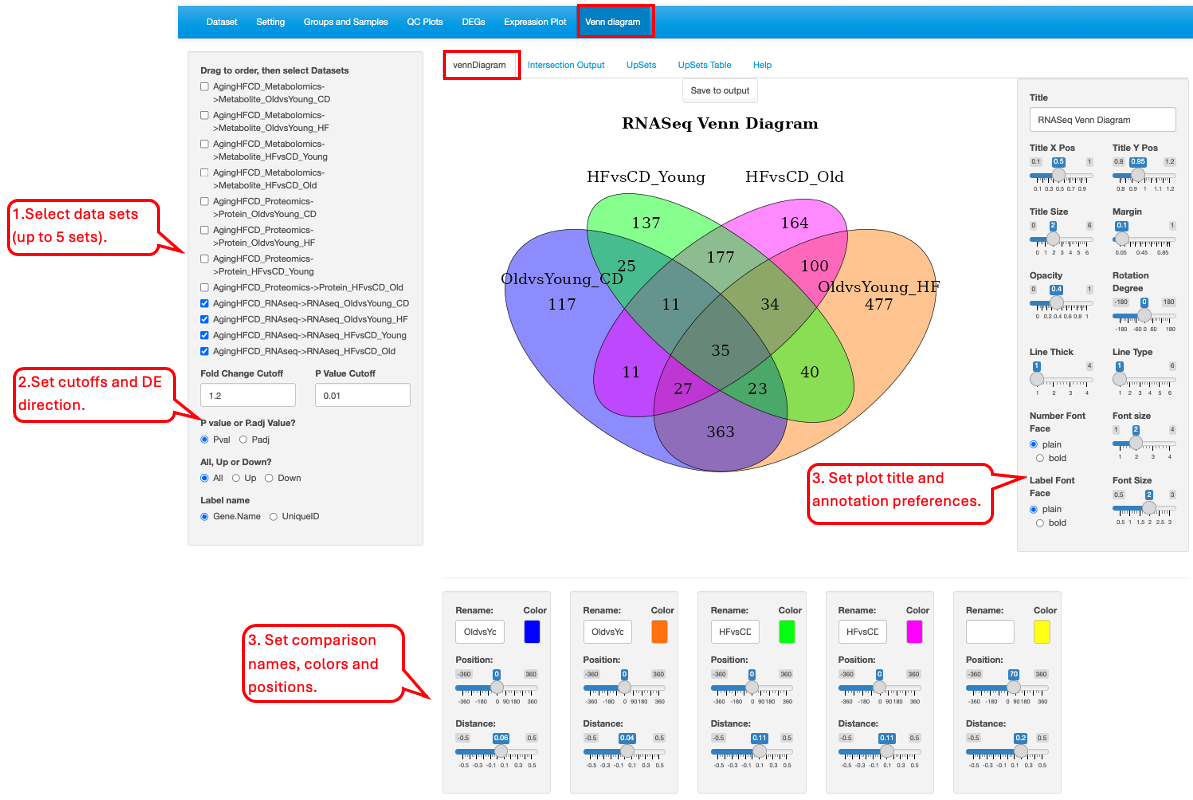 Dataset Setting Groups and Samples QC Plots DEGs Expression Plot Venn diagram
Drag to order, then select Datasets
AgingHFCD_Metabolomics-
>Metabolite_OldvsYoung_CD
AgingHFCD_Metabolomics-
>Metabolite_OldvsYoung_HF
AgingHFCD_Metabolomics-
>Metabolite_HFvsCD_Young
AgingHFCD_Metabolomics-
>Metabolite_HFvsCD_Old
AgingHFCD_Proteomics-
>Protein_OldvsYoung_CD
AgingHFCD_Proteomics-
>Protein_OldvsYoung_HF
AgingHFCD_Proteomics-
>Protein_HFvsCD_Young
AgingHFCD_Proteomics->Protein_HFvsCD_Old
AgingHFCD_RNAseq->RNAseq_OldvsYoung_CD
AgingHFCD_RNAseq->RNAseq_OldvsYoung_HF
AgingHFCD_RNAseq->RNAseq_HFvsCD_Young
AgingHFCD_RNAseq->RNAseq_HFvsCD_Old
Fold Change Cutoff P Value Cutoff
1.2 0.01
P value or P.adj Value?
Pval Padj
All, Up or Down?
All Up Down
Label name
Gene.Name UniqueID
1.Select data sets
(up to 5 sets).
2.Set cutoffs and DE
direction.
vennDiagram Intersection Output UpSets UpSets Table Help
Save to output
RNASeq Venn Diagram
HFvsCD_Young HFvsCD_Old
137 164
177
25 100
OldvsYoung_CD OldvsYoung_HF
117 11 34 477
35
11 40
27 23
363
3. Set plot title and
annotation preferences.
Title
RNASeq Venn Diagram
Title X Pos Title Y Pos
0.1 0.5 1 0.8 0.95 1.2
0.1 0.3 0.5 0.7 0.9 0.8 0.9 1 1.1 1.2
Title Size Margin
0 2 6 0.1 1
0 1 2 3 4 5 6 0.05 0.45 0.85
Opacity Rotation
Degree
0 0.4 1 -180 0 180
0 0.2 0.4 0.6 0.8 1 -180 -60 0 60 180
Line Thick Line Type
1 4 1 6
1 2 3 4 1 2 3 4 5 6
Number Font Font size
Face
1 2 4
plain
bold
1 2 3 4
Label Font Font Size
Face
0.5 2 3
plain
bold
0.5 1 1.5 2 2.5 3
3. Set comparison
names, colors and
positions.
Rename: Color Rename: Color Rename: Color Rename: Color Rename: Color
OldvsYc OldvsYc HFvsCD HFvsCD
Position: Position: Position: Position: Position:
-360 0 360 -360 0 360 -360 0 360 -360 0 360 -360 70 360
-360 -180 0 90 180 360 -360 -180 0 90 180 360 -360 -180 0 90 180 360 -360 -180 0 90 180 360 -360 -180 0 90 180 360
Distance: Distance: Distance: Distance: Distance:
-0.5 0.06 0.5 -0.5 0.04 0.5 -0.5 0.11 0.5 -0.5 0.11 0.5 -0.5 0.2 0.5
-0.5 -0.3 -0.1 0.1 0.3 0.5 -0.5 -0.3 -0.1 0.1 0.3 0.5 -0.5 -0.3 -0.1 0.1 0.3 0.5 -0.5 -0.3 -0.1 0.1 0.3 0.5 -0.5 -0.3 -0.1 0.1 0.3 0.5